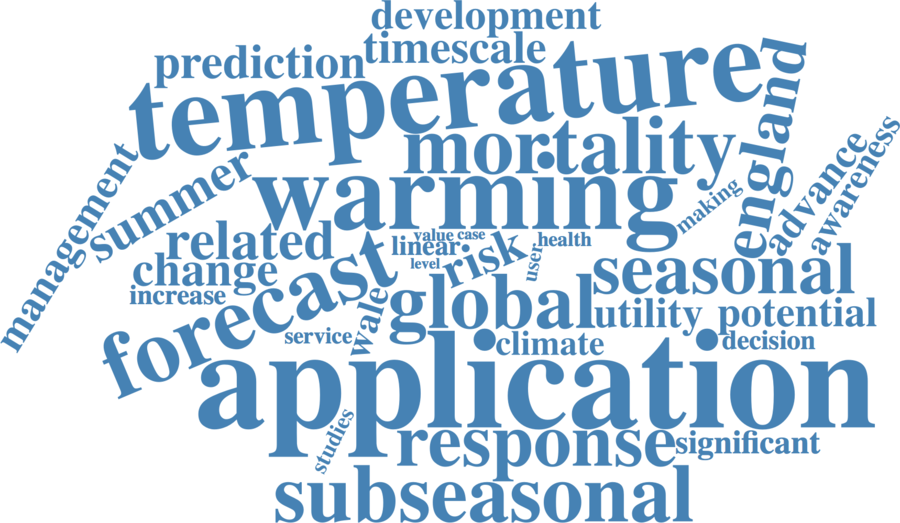 development
timescale
prediction
temperature
mortality
england
advance
awareness
management
summer
warming
making
related
linear
value case
health
level
risk
user
change
increase
forecast
seasonal
global
utility
potential
service
wale
climate
decision
application
studies
response
significant
subseasonal